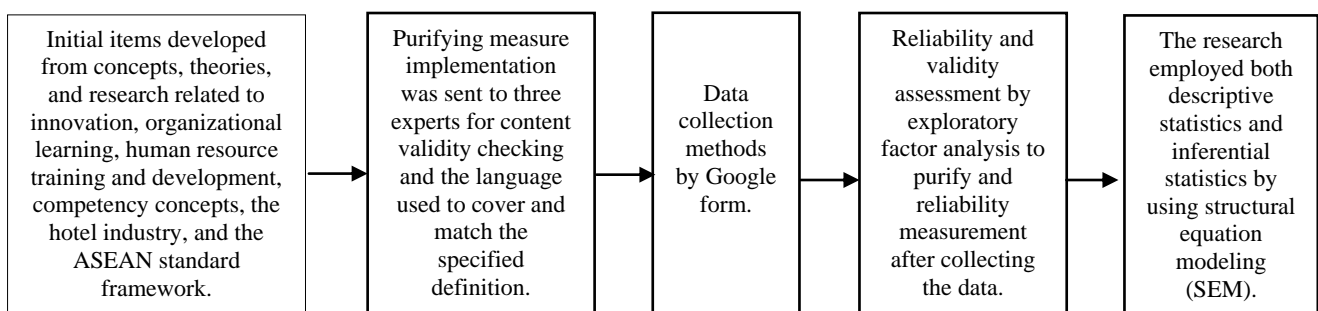 Initial items developed
from concepts, theories,
and research related to
innovation, organizational
learning, human resource
training and development,
competency concepts, the
hotel industry, and the
ASEAN standard
framework.
Purifying measure
implementation
was sent to three
experts for content
validity checking
and the language
used to cover and
match the
specified
definition.
Data
collection
methods
by Google
form.
Reliability and
validity
assessment by
exploratory
factor analysis to
purify and
reliability
measurement
after collecting
the data.
The research
employed both
descriptive
statistics and
inferential
statistics by
using structural
equation
modeling
(SEM).